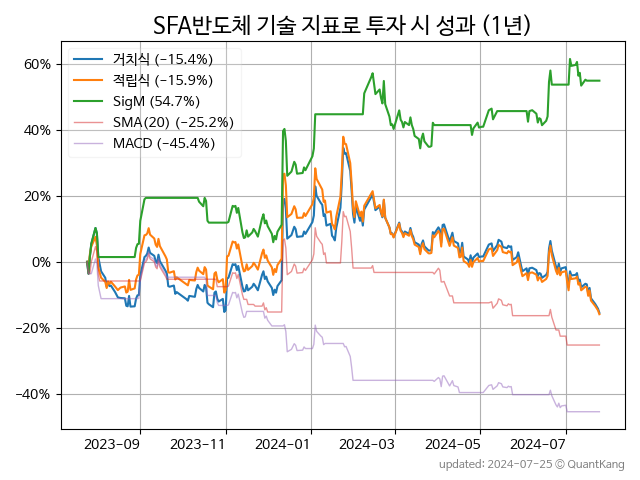 SFA반도체 기술 지표로 투자 시 성과 (1년)
거치식 (−15.4%)
적립식 (−15.9%)
SigM (54.7%)
SMA(20) (−25.2%)
MACD (−45.4%)
60%
40%
20%
0%
−20%
−40%
2023-09 2023-11 2024-01 2024-03 2024-05 2024-07
updated: 2024-07-25 © QuantKang